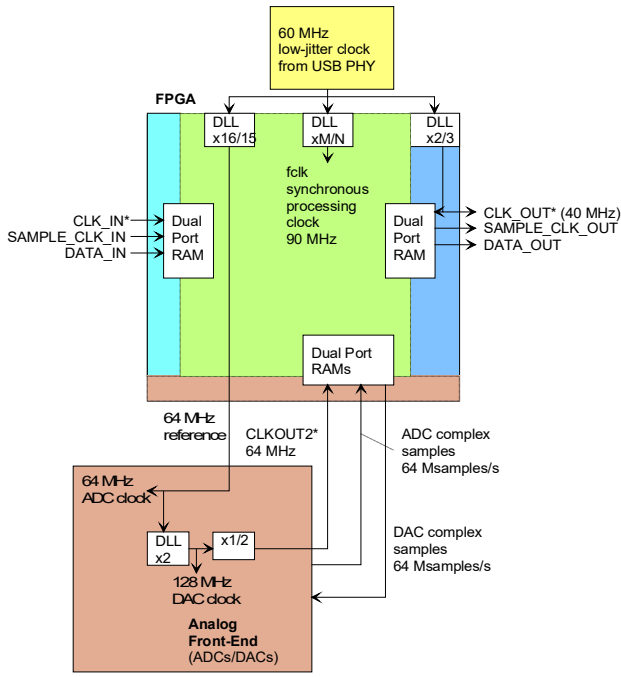 60 MHz
low-jitter clock
from USB PHY
FPGA
DLL
x16/15
DLL
xM/N
DLL
x2/3
fclk
synchronous
processing
clock
90 MHz
CLK_IN*
SAMPLE_CLK_IN
DATA_IN
Dual
Port
RAM
Dual
Port
RAM
CLK_OUT* (40 MHz)
SAMPLE_CLK_OUT
DATA_OUT
Dual Port
RAMs
64 MHz
reference
CLKOUT2*
64 MHz
ADC complex
samples
64 Msamples/s
64 MHz
ADC clock
DLL
x2
x1/2
128 MHz
DAC clock
DAC complex
samples
64 Msamples/s
Analog
Front-End
(ADCs/DACs)